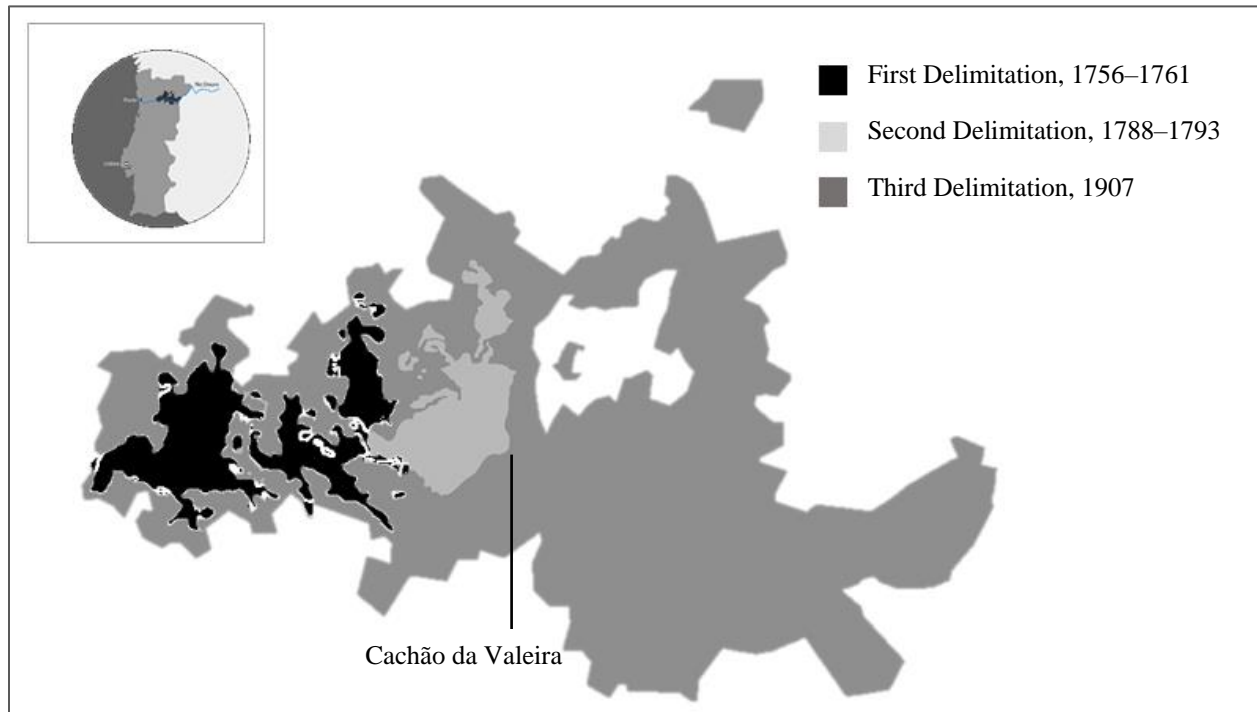 First Delimitation, 1756–1761
Second Delimitation, 1788–1793
Third Delimitation, 1907
Cachão da Valeira